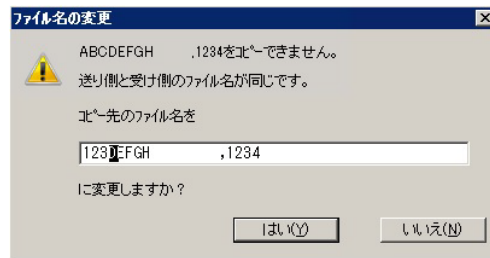 ﾌｧｲﾙ名の変更
ABCDEFGH      .1234をｺﾋﾟｰできません。
送り側と受け側のﾌｧｲﾙ名が同じです。
ｺﾋﾟｰ先のﾌｧｲﾙ名を
123DEFGH      ,1234
に変更しますか？
はい(Y)
いいえ(N)